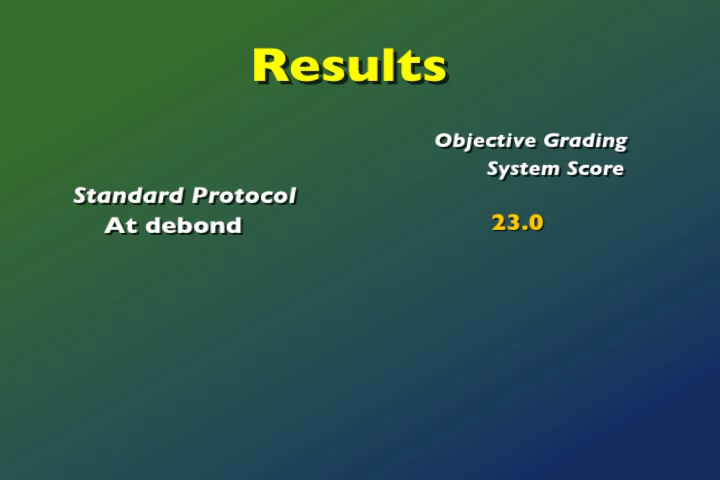 Results
Objective Grading
System Score
Standard Protocol
At debond
23.0